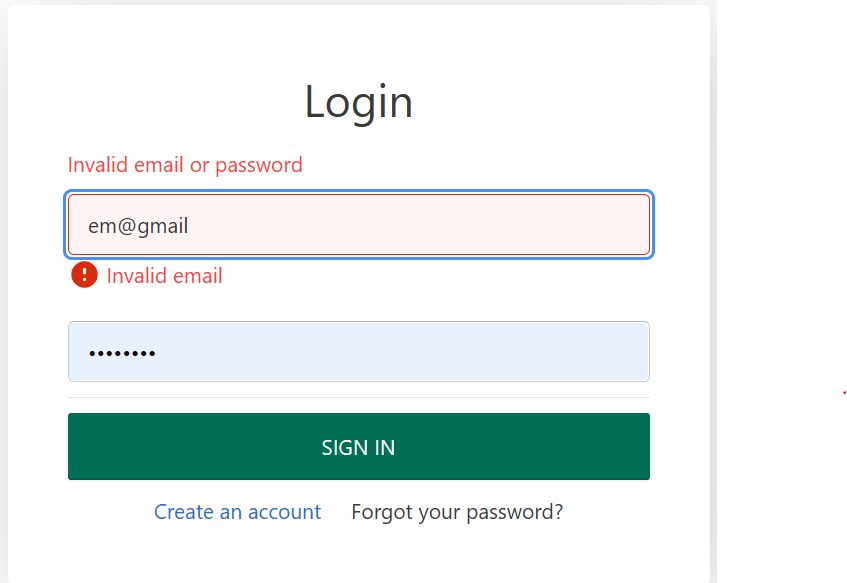 Login
Invalid email or password
em@gmail
! Invalid email
••••••••
SIGN IN
Create an account Forgot your password?